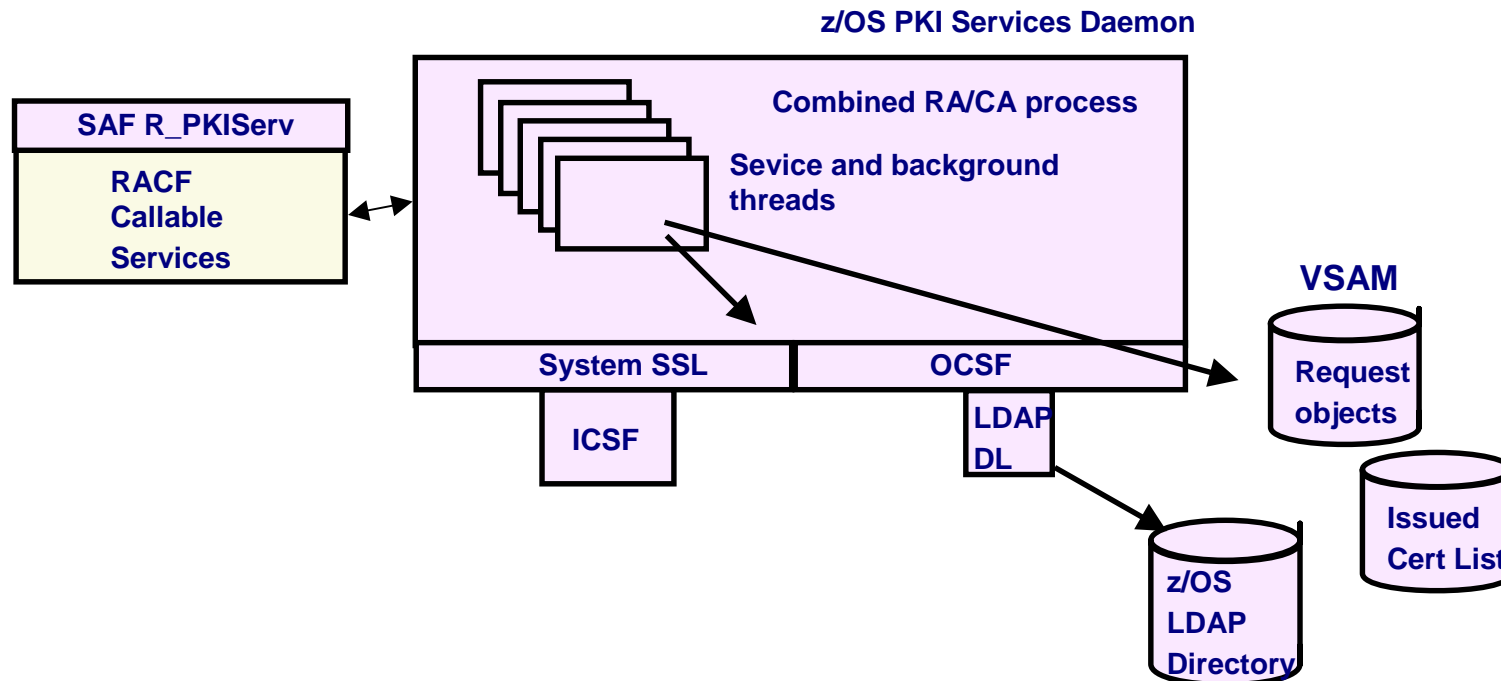 z/OS PKI Services Daemon
SAF R_PKIServ
RACF
Callable
Services
Combined RA/CA process
Sevice and background
threads
System SSL
OCSF
ICSF
LDAP
DL
VSAM
Request
objects
Issued
Cert List
z/OS
LDAP
Directory